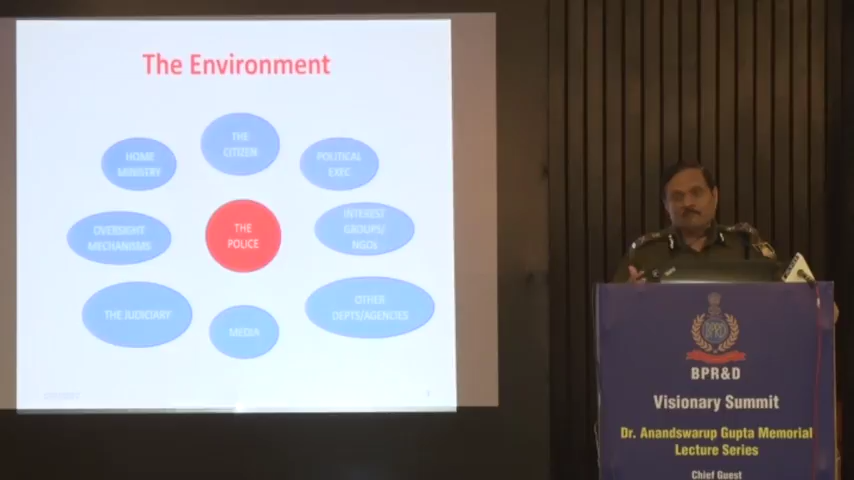 The Environment
THE
CITIZEN
HOME
MINISTRY
POLITICAL
EXEC
OVERSIGHT
MECHANISMS
THE
POLICE
INTEREST
GROUPS/
NGOs
THE JUDICIARY
MEDIA
OTHER
DEPTS/AGENCIES
BPR&D
Visionary Summit
Dr. Anandswarup Gupta Memorial
Lecture Series
Chief Guest